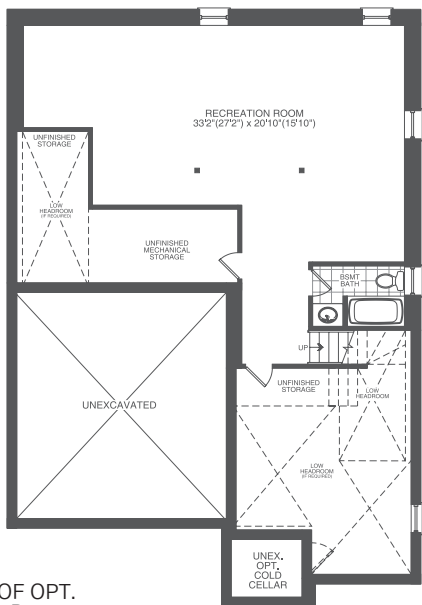 RECREATION ROOM
33'2"(27'2") x 20'10"(15'10")
UNFINISHED
STORAGE
LOW
HEADROOM
(IF REQUIRED)
UNFINISHED
MECHANICAL
STORAGE
BSMT
BATH
UP
UNEXCAVATED
UNFINISHED
STORAGE
LOW
HEADROOM
LOW
HEADROOM
(IF REQUIRED)
UNEX.
OPT.
COLD
CELLAR
OF OPT.